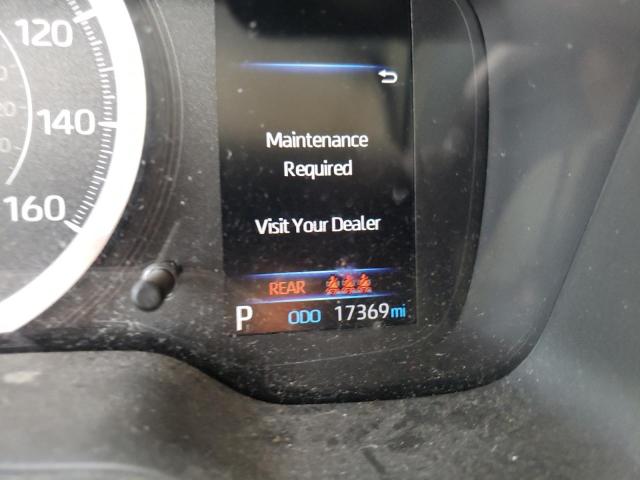 120
140
160
Maintenance
Required
Visit Your Dealer
REAR
P ODO 17369 mi